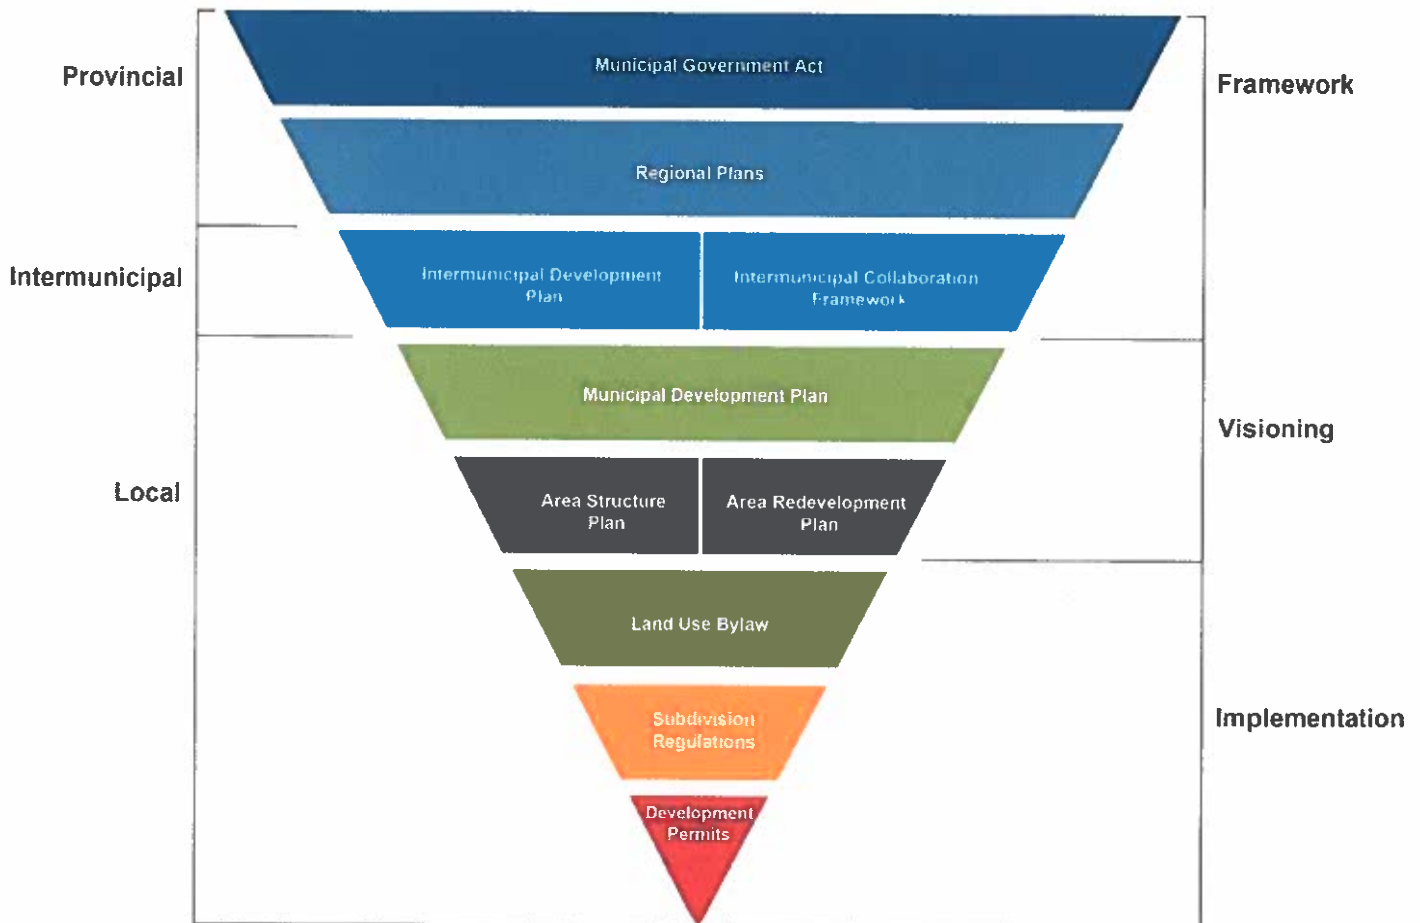 Provincial
Municipal Government Act
Framework
Regional Plans
Intermunicipal
Intermunicipal Development
Plan
Intermunicipal Collaboration
Framework
Municipal Development Plan
Visioning
Local
Area Structure
Plan
Area Redevelopment
Plan
Land Use Bylaw
Subdivision
Regulations
Implementation
Development
Permits